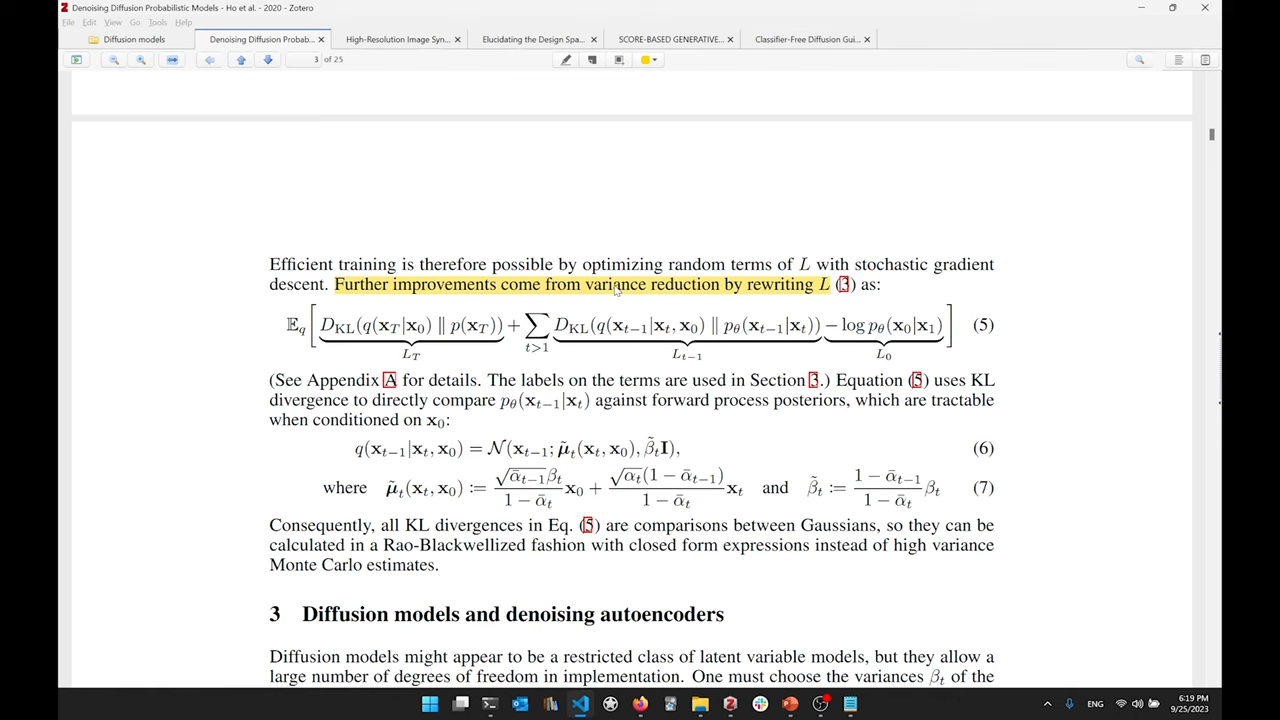 Denoising Diffusion Probabilistic Models - Ho et al. - 2020 - Zotero
File Edit View Go Tools Help
Diffusion models
Denoising Diffusion Probab...
High-Resolution Image Syn...
Elucidating the Design Spa...
SCORE-BASED GENERATIVE...
Classifier-Free Diffusion Gui...
3 of 25
Efficient training is therefore possible by optimizing random terms of L with stochastic gradient
descent. Further improvements come from variance reduction by rewriting L (3) as:
𝔼_q [ D_KL(q(x_T|x_0) ∥ p(x_T)) + ∑_{t>1} D_KL(q(x_{t−1}|x_t, x_0) ∥ p_θ(x_{t−1}|x_t)) − log p_θ(x_0|x_1) ] (5)
L_T L_{t−1} L_0
(See Appendix A for details. The labels on the terms are used in Section 3.) Equation (5) uses KL
divergence to directly compare p_θ(x_{t−1}|x_t) against forward process posteriors, which are tractable
when conditioned on x_0:
q(x_{t−1}|x_t, x_0) = 𝒩(x_{t−1}; μ̃_t(x_t, x_0), β̃_t I), (6)
where μ̃_t(x_t, x_0) := (√ᾱ_{t−1} β_t)/(1 − ᾱ_t) x_0 + (√α_t (1 − ᾱ_{t−1}))/(1 − ᾱ_t) x_t and β̃_t := (1 − ᾱ_{t−1})/(1 − ᾱ_t) β_t (7)
Consequently, all KL divergences in Eq. (5) are comparisons between Gaussians, so they can be
calculated in a Rao-Blackwellized fashion with closed form expressions instead of high variance
Monte Carlo estimates.
3 Diffusion models and denoising autoencoders
Diffusion models might appear to be a restricted class of latent variable models, but they allow a
large number of degrees of freedom in implementation. One must choose the variances β_t of the
ENG
6:19 PM
9/25/2023